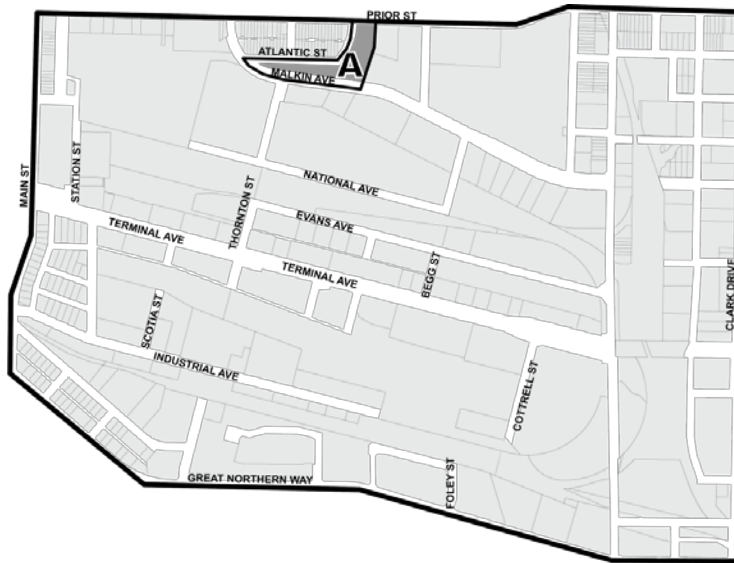 PRIOR ST
ATLANTIC ST
A
MALKIN AVE
STATION ST
MAIN ST
NATIONAL AVE
THORNTON ST
EVANS AVE
TERMINAL AVE
TERMINAL AVE
BEGG ST
CLARK DRIVE
SCOTIA ST
INDUSTRIAL AVE
COTTRELL ST
FOLEY ST
GREAT NORTHERN WAY